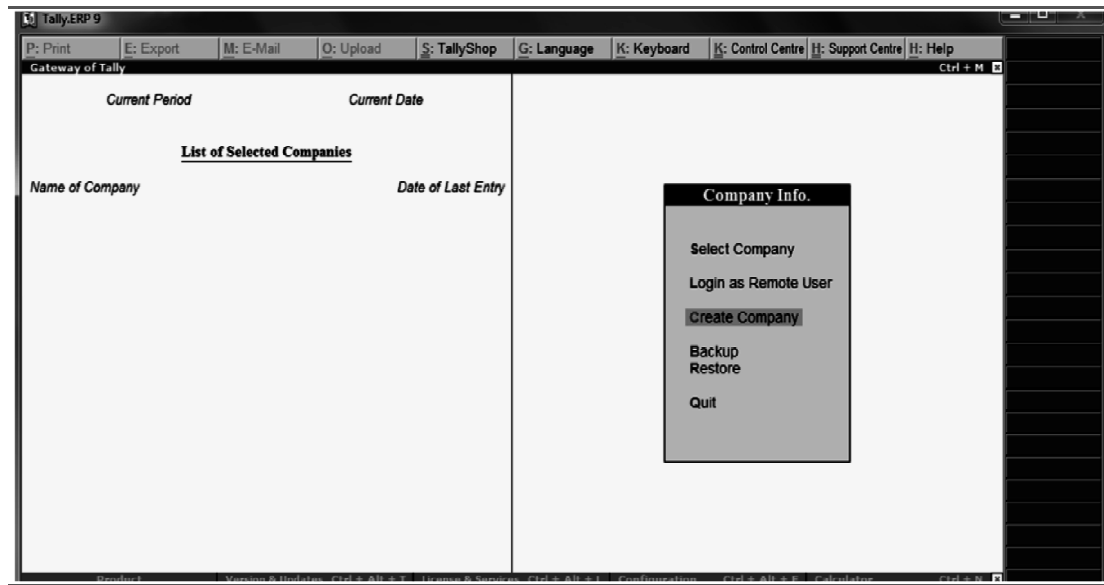 Tally.ERP 9
P: Print E: Export M: E-Mail O: Upload S: TallyShop G: Language K: Keyboard K: Control Centre H: Support Centre H: Help
Gateway of Tally Ctrl + M
Current Period Current Date
List of Selected Companies
Name of Company Date of Last Entry
Company Info.
Select Company
Login as Remote User
Create Company
Backup
Restore
Quit
Product Version & Updates Ctrl + Alt + T License & Services Ctrl + Alt + L Configuration Ctrl + Alt + F Calculator Ctrl + N